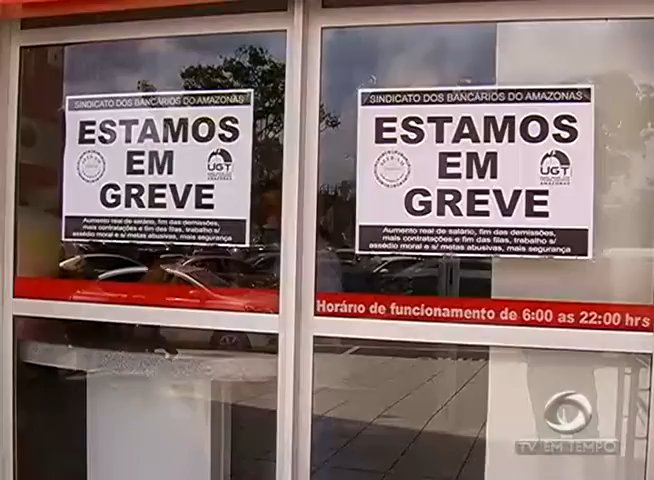 SINDICATO DOS BANCÁRIOS DO AMAZONAS
ESTAMOS
EM
GREVE
UGT
Aumento real de salário, fim das demissões,
mais contratações e fim das filas, trabalho s/
assédio moral e s/ metas abusivas, mais segurança
SINDICATO DOS BANCÁRIOS DO AMAZONAS
ESTAMOS
EM
GREVE
UGT
AMAZONAS
Aumento real de salário, fim das demissões,
mais contratações e fim das filas, trabalho s/
assédio moral e s/ metas abusivas, mais segurança
Horário de funcionamento de 6:00 as 22:00 hrs
TV EM TEMPO